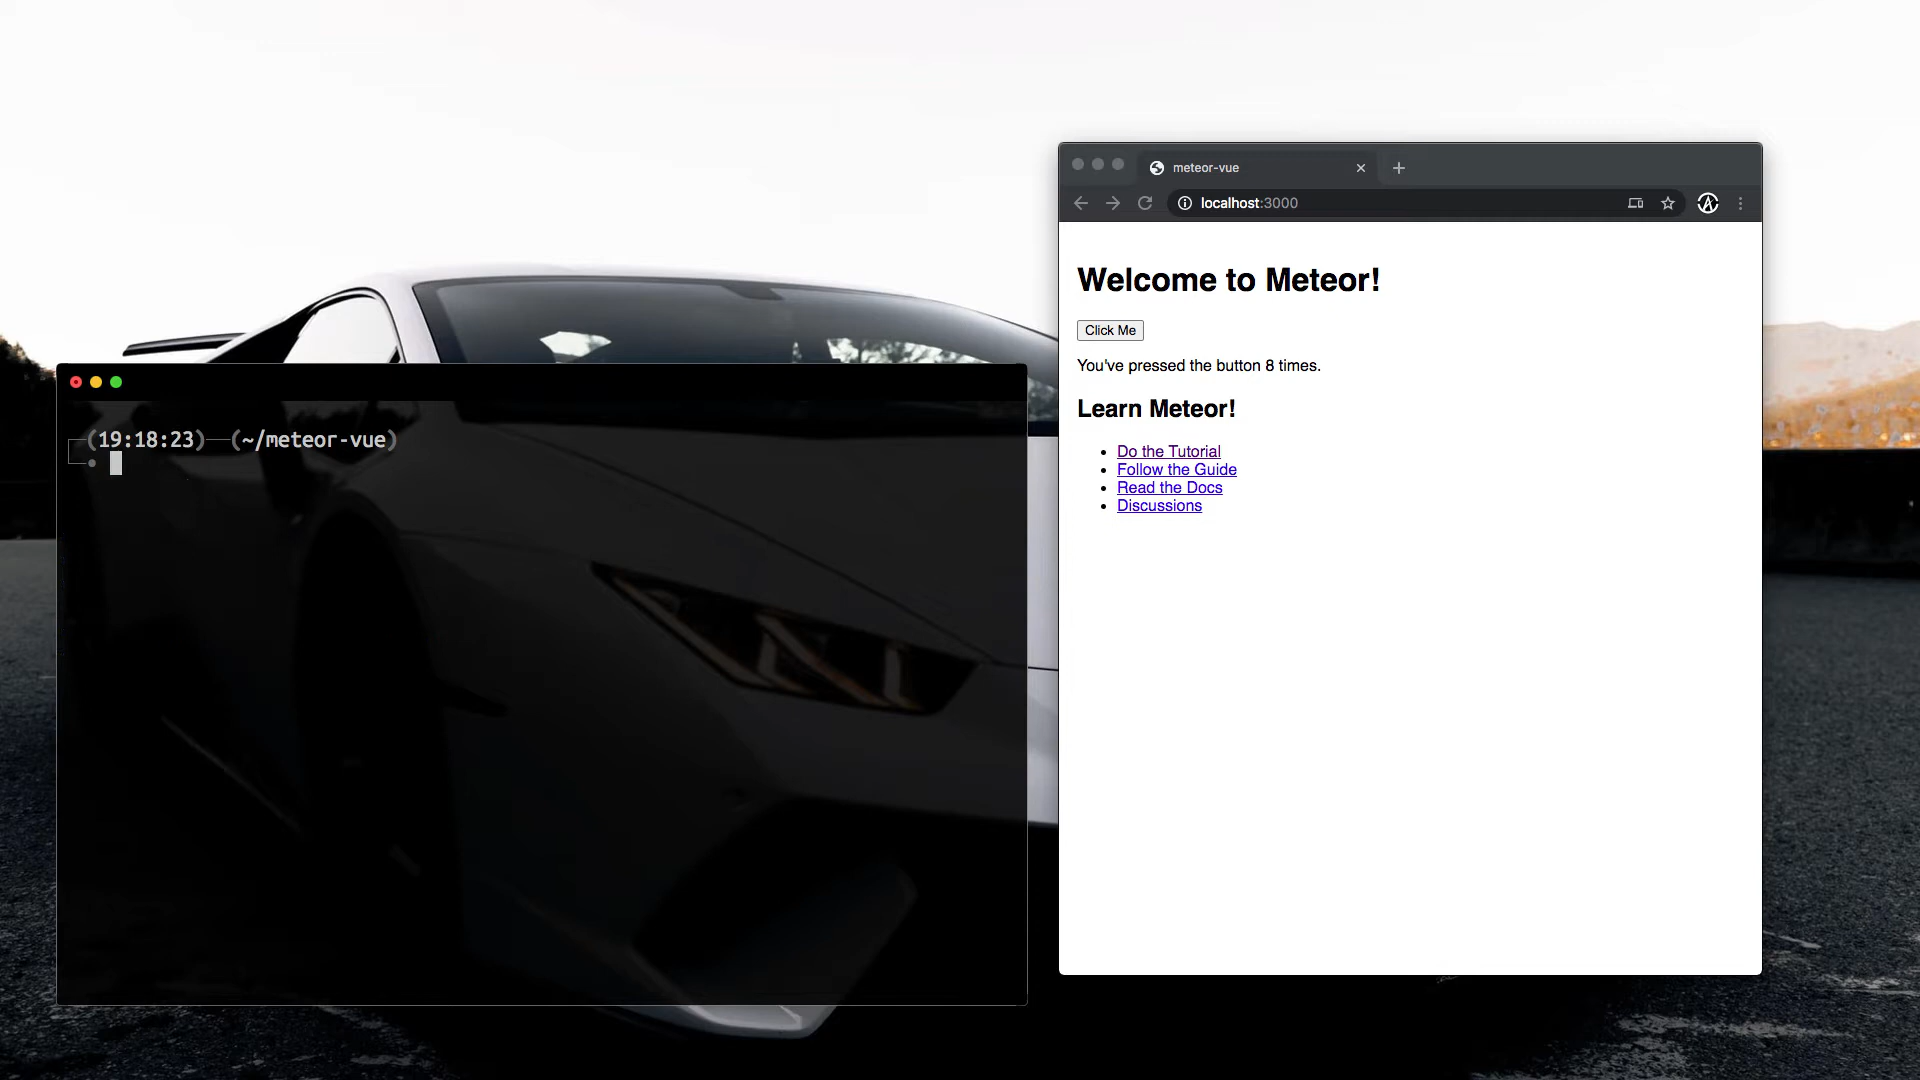 (19:18:23)—(~/meteor-vue)
meteor-vue
localhost:3000
Welcome to Meteor!
Click Me
You've pressed the button 8 times.
Learn Meteor!
Do the Tutorial
Follow the Guide
Read the Docs
Discussions